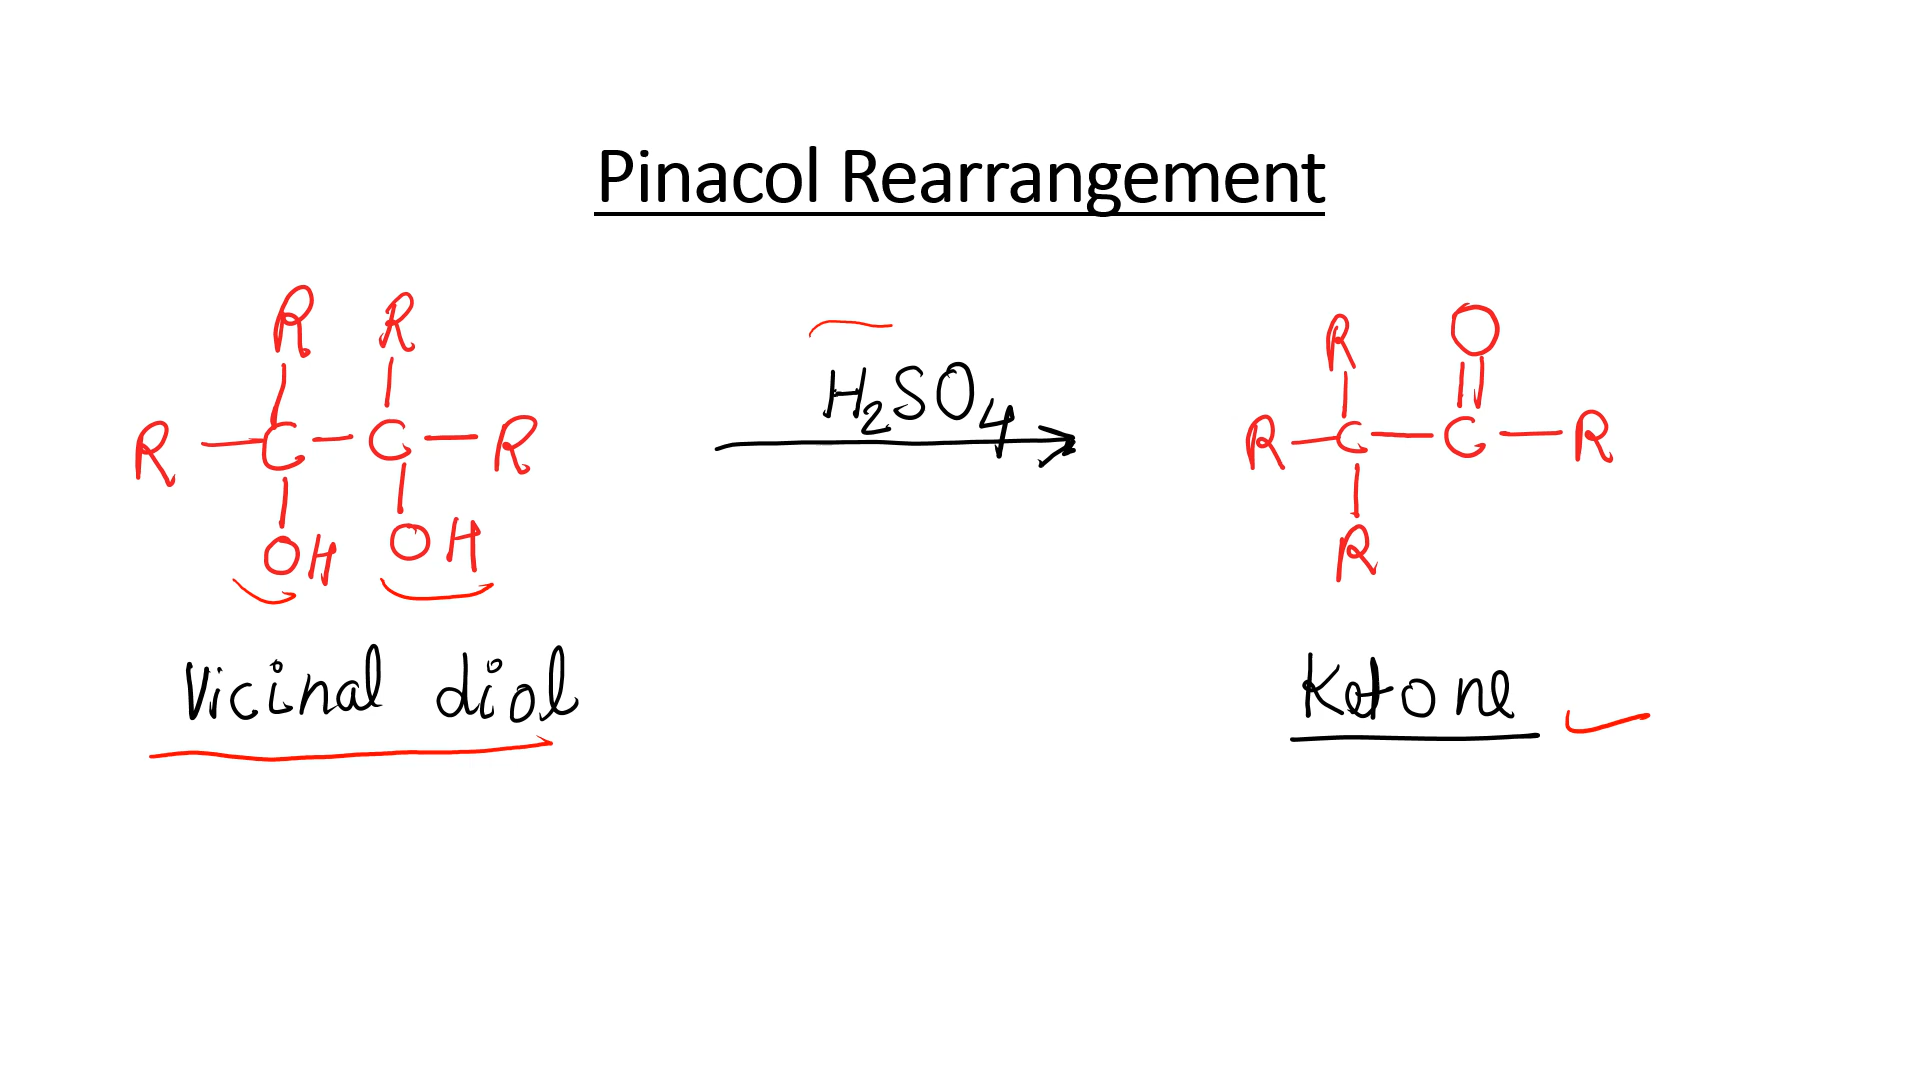 Pinacol Rearrangement
R R
R - C - C - R
OH OH
H₂SO₄
R O
R - C - C - R
R
Vicinal diol
Ketone